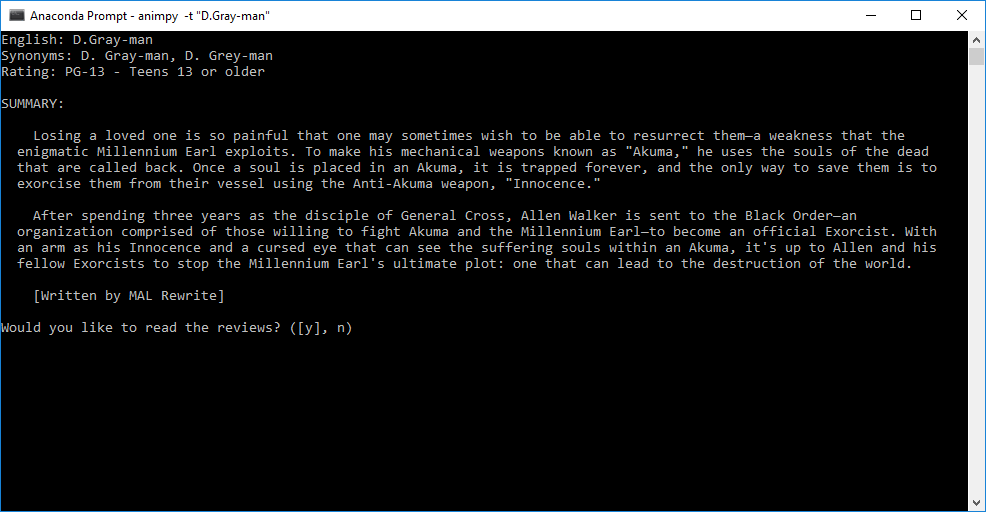 Anaconda Prompt - animpy -t "D.Gray-man"
English: D.Gray-man
Synonyms: D. Gray-man, D. Grey-man
Rating: PG-13 - Teens 13 or older
SUMMARY:
Losing a loved one is so painful that one may sometimes wish to be able to resurrect them—a weakness that the
enigmatic Millennium Earl exploits. To make his mechanical weapons known as "Akuma," he uses the souls of the dead
that are called back. Once a soul is placed in an Akuma, it is trapped forever, and the only way to save them is to
exorcise them from their vessel using the Anti-Akuma weapon, "Innocence."
After spending three years as the disciple of General Cross, Allen Walker is sent to the Black Order—an
organization comprised of those willing to fight Akuma and the Millennium Earl—to become an official Exorcist. With
an arm as his Innocence and a cursed eye that can see the suffering souls within an Akuma, it's up to Allen and his
fellow Exorcists to stop the Millennium Earl's ultimate plot: one that can lead to the destruction of the world.
[Written by MAL Rewrite]
Would you like to read the reviews? ([y], n)